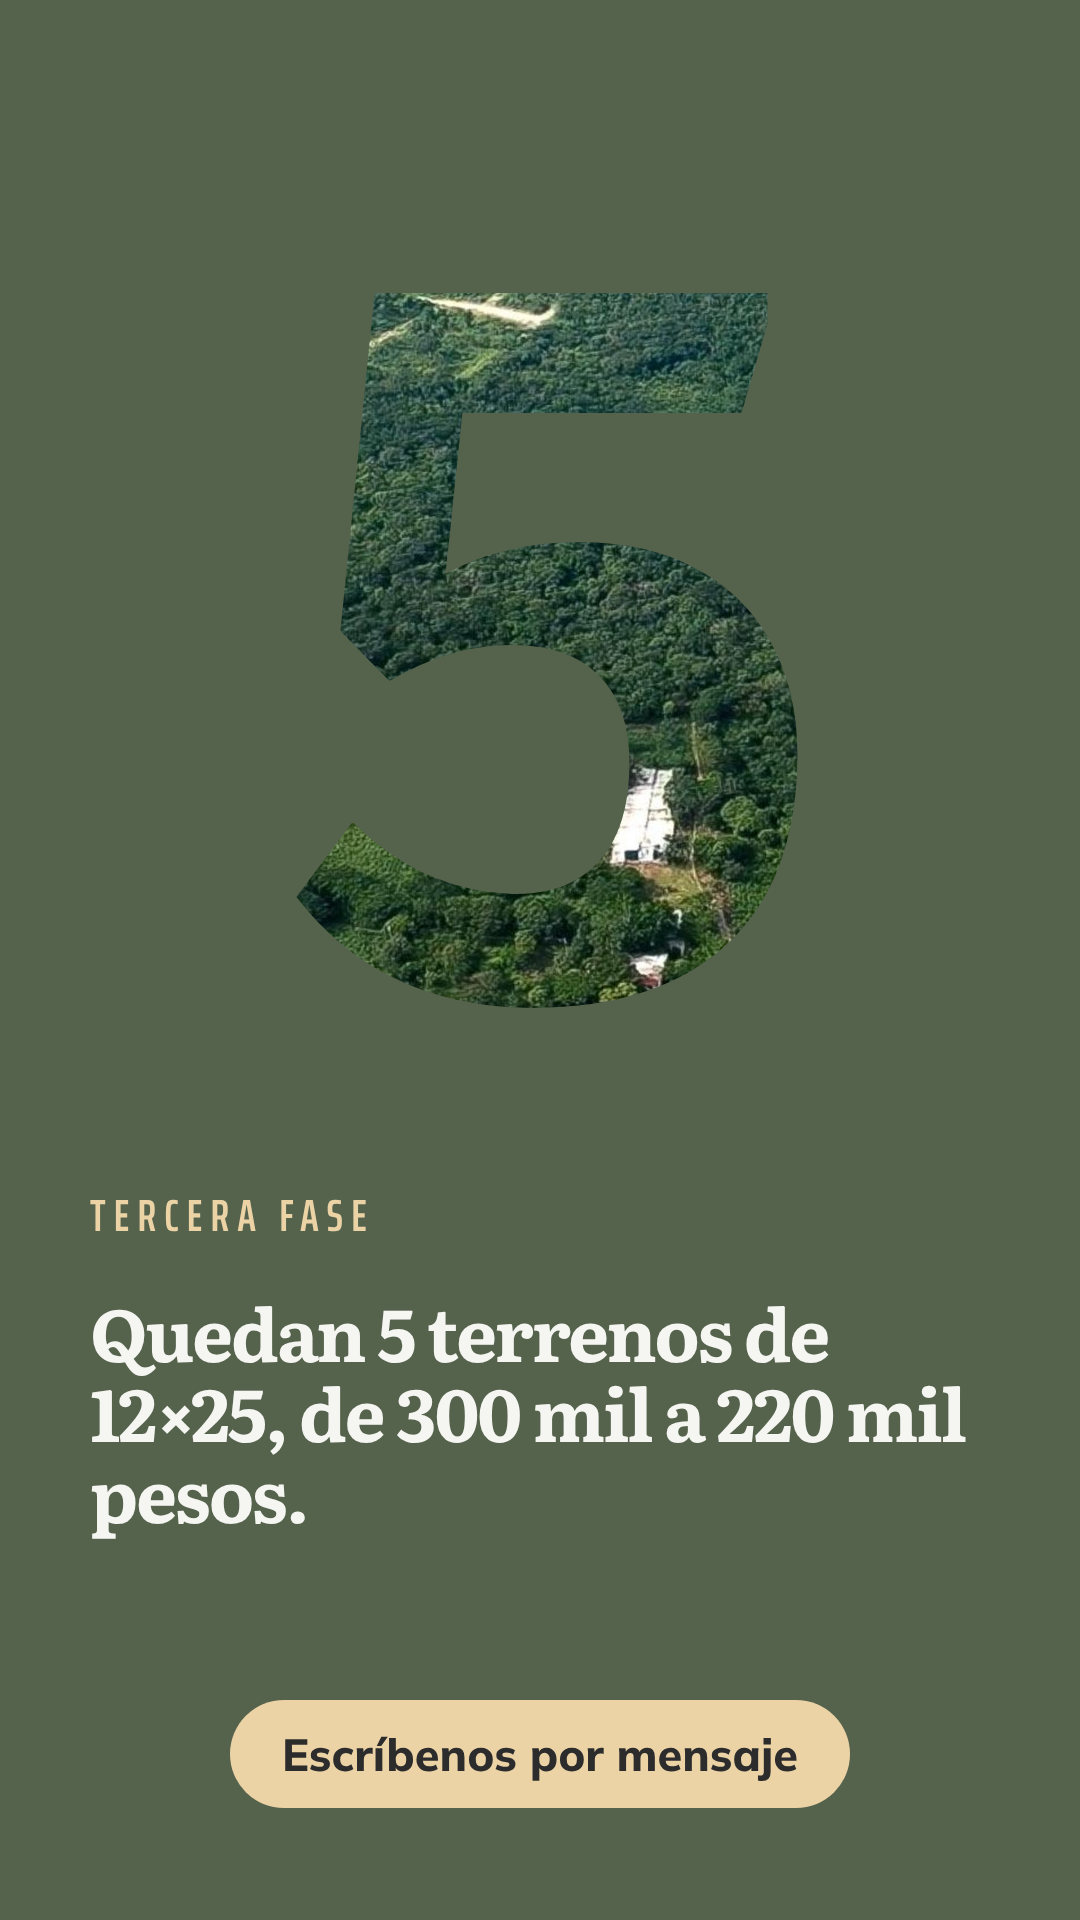 5
TERCERA FASE
Quedan 5 terrenos de
12×25, de 300 mil a 220 mil
pesos.
Escríbenos por mensaje